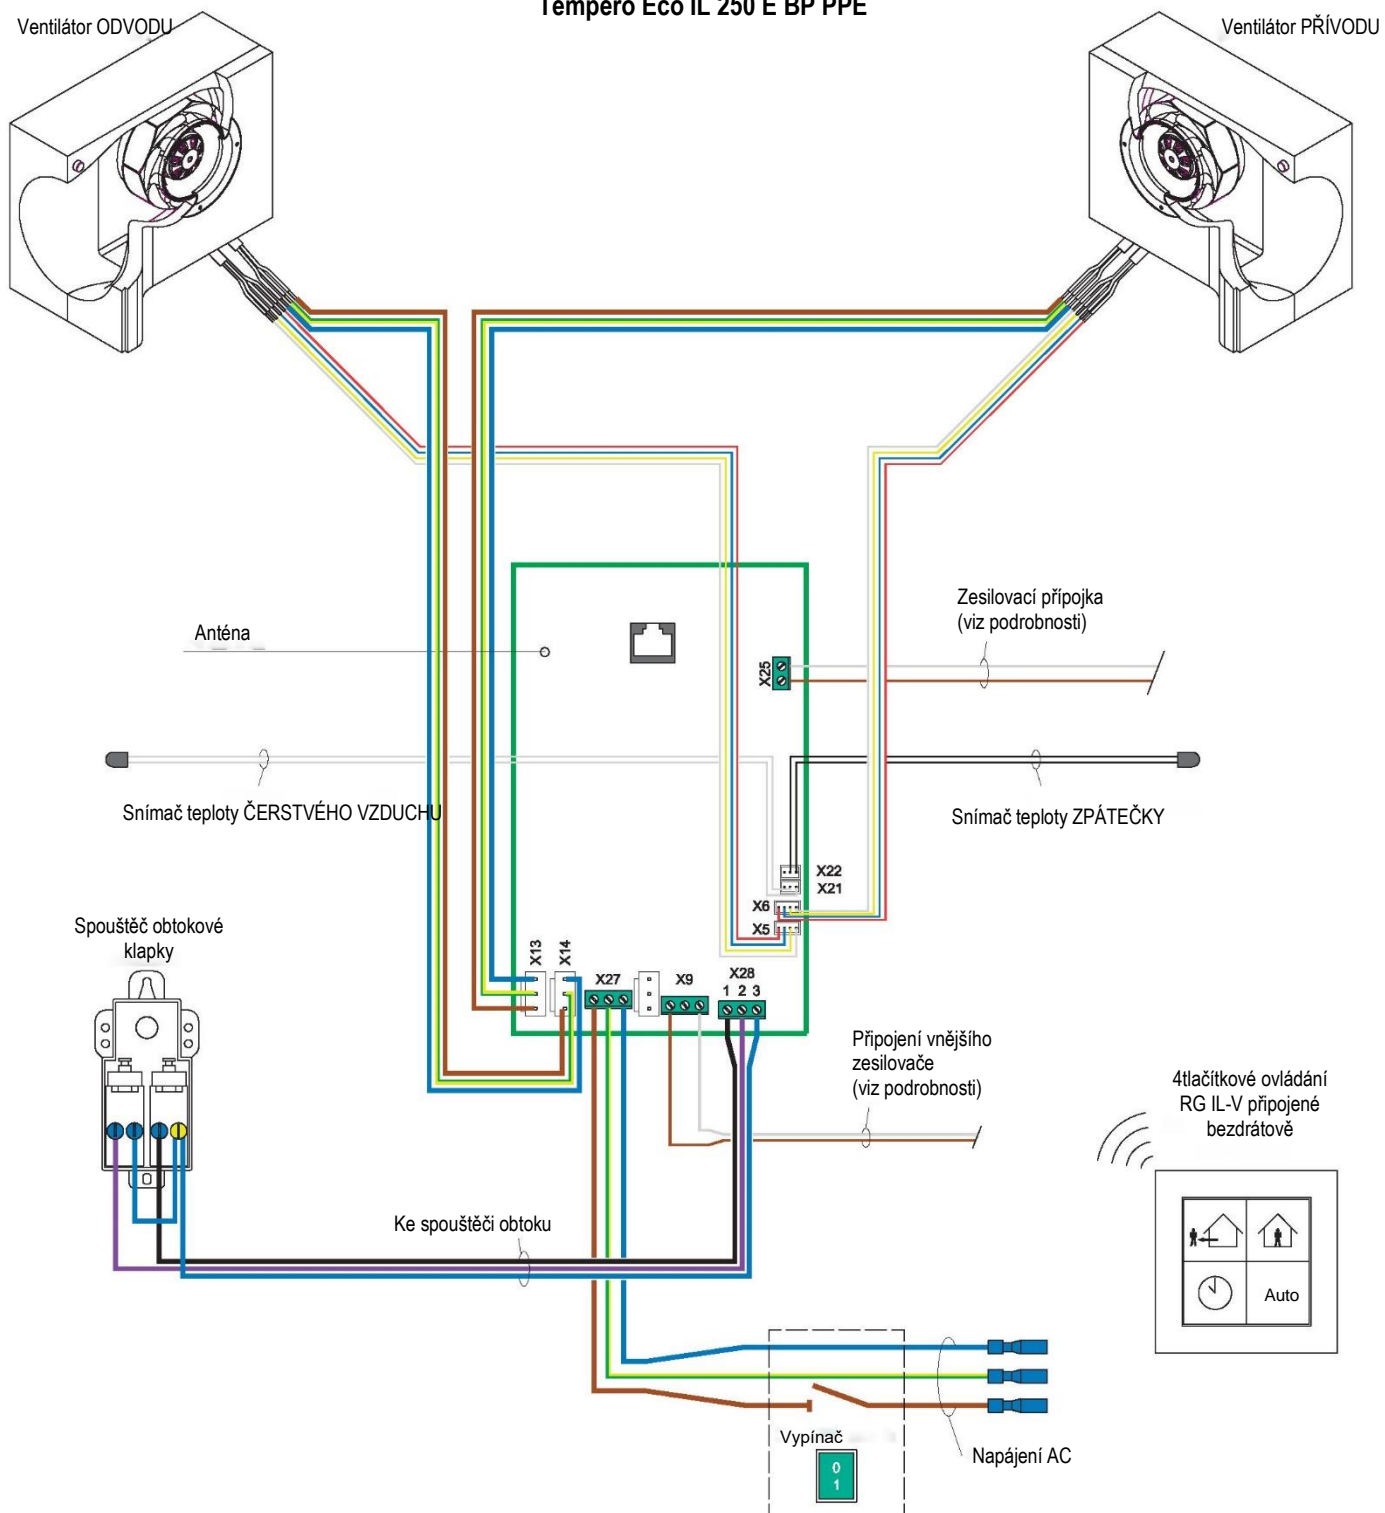 Tempero Eco IL 250 E BP PPE
Ventilátor ODVODU
Ventilátor PŘÍVODU
Zesilovací přípojka
(viz podrobnosti)
Anténa
X25
Snímač teploty ČERSTVÉHO VZDUCHU
Snímač teploty ZPÁTEČKY
X22
X21
X6
X5
Spouštěč obtokové
klapky
X13
X14
X27
X9
X28
1 2 3
Připojení vnějšího
zesilovače
(viz podrobnosti)
4tlačítkové ovládání
RG IL-V připojené
bezdrátově
Ke spouštěči obtoku
Auto
Vypínač
0
1
Napájení AC